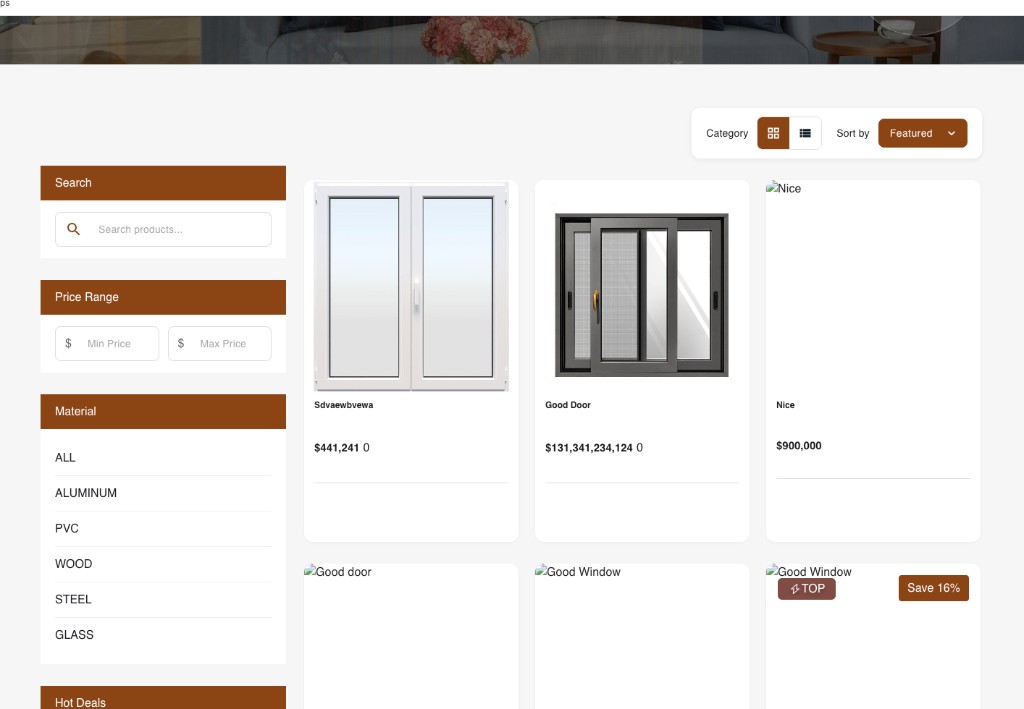 ps
Category
Sort by
Featured
Search
Search products...
Price Range
$ Min Price
$ Max Price
Material
ALL
ALUMINUM
PVC
WOOD
STEEL
GLASS
Hot Deals
Sdvaewbvewa
$441,241 0
Good Door
$131,341,234,124 0
Nice
Nice
$900,000
Good door
Good Window
Good Window
TOP
Save 16%